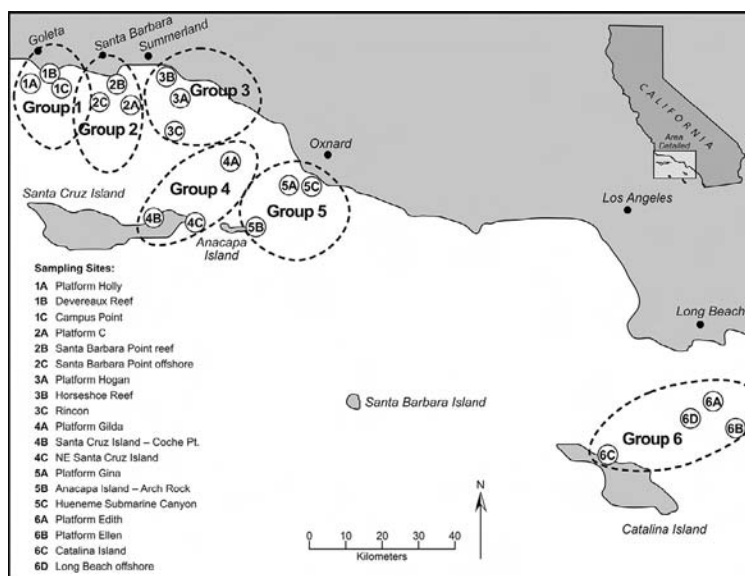 Goleta
Santa Barbara
Summerland
1A
1B
1C
Group 1
2B
2C
2A
Group 2
3B
3A
Group 3
3C
4A
Group 4
Oxnard
5A
5C
Group 5
Santa Cruz Island
4B
4C
5B
Anacapa
Island
CALIFORNIA
Area
Detailed
Los Angeles
Long Beach
Santa Barbara Island
6A
6D
6B
Group 6
6C
Catalina Island
N
0 10 20 30 40
Kilometers
Sampling Sites:
1A Platform Holly
1B Devereaux Reef
1C Campus Point
2A Platform C
2B Santa Barbara Point reef
2C Santa Barbara Point offshore
3A Platform Hogan
3B Horseshoe Reef
3C Rincon
4A Platform Gilda
4B Santa Cruz Island – Coche Pt.
4C NE Santa Cruz Island
5A Platform Gina
5B Anacapa Island – Arch Rock
5C Hueneme Submarine Canyon
6A Platform Edith
6B Platform Ellen
6C Catalina Island
6D Long Beach offshore